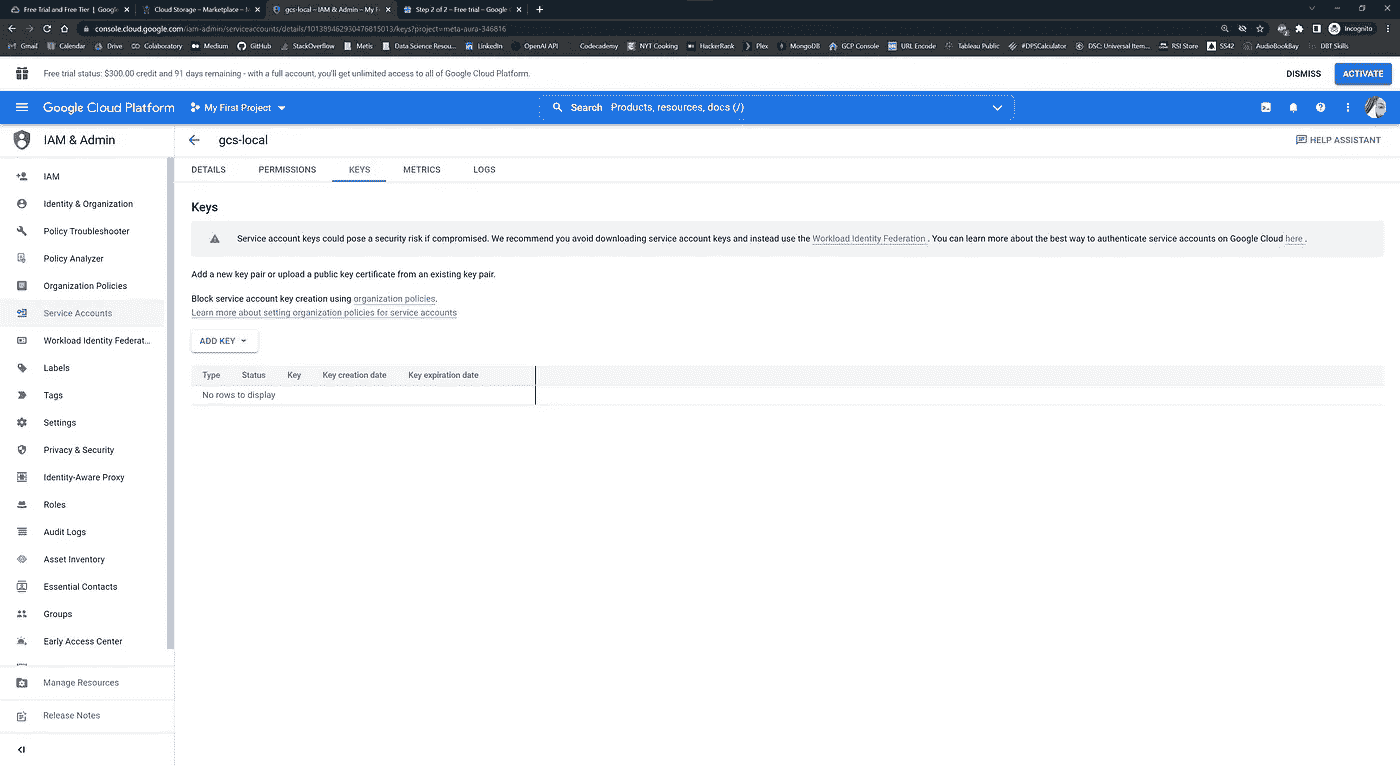 Free Trial and Free Tier | Google
Cloud Storage – Marketplace –
gcs-local – IAM & Admin – My F
Step 2 of 2 – Free trial – Google
console.cloud.google.com/iam-admin/serviceaccounts/details/101389462930476815013/keys?project=meta-aura-346816
Incognito
Gmail Calendar Drive Colaboratory Medium GitHub StackOverflow Metis Data Science Resou... LinkedIn OpenAI API Codecademy NYT Cooking HackerRank Plex MongoDB GCP Console URL Encode Tableau Public #DPSCalculator DSC: Universal Item... RSI Store SS42 AudioBookBay DBT Skills
Free trial status: $300.00 credit and 91 days remaining - with a full account, you'll get unlimited access to all of Google Cloud Platform.
DISMISS
ACTIVATE
Google Cloud Platform
My First Project
Search Products, resources, docs (/)
IAM & Admin
gcs-local
HELP ASSISTANT
DETAILS PERMISSIONS KEYS METRICS LOGS
IAM
Identity & Organization
Policy Troubleshooter
Policy Analyzer
Organization Policies
Service Accounts
Workload Identity Federat...
Labels
Tags
Settings
Privacy & Security
Identity-Aware Proxy
Roles
Audit Logs
Asset Inventory
Essential Contacts
Groups
Early Access Center
Manage Resources
Release Notes
Keys
Service account keys could pose a security risk if compromised. We recommend you avoid downloading service account keys and instead use the Workload Identity Federation . You can learn more about the best way to authenticate service accounts on Google Cloud here .
Add a new key pair or upload a public key certificate from an existing key pair.
Block service account key creation using organization policies.
Learn more about setting organization policies for service accounts
ADD KEY
Type Status Key Key creation date Key expiration date
No rows to display